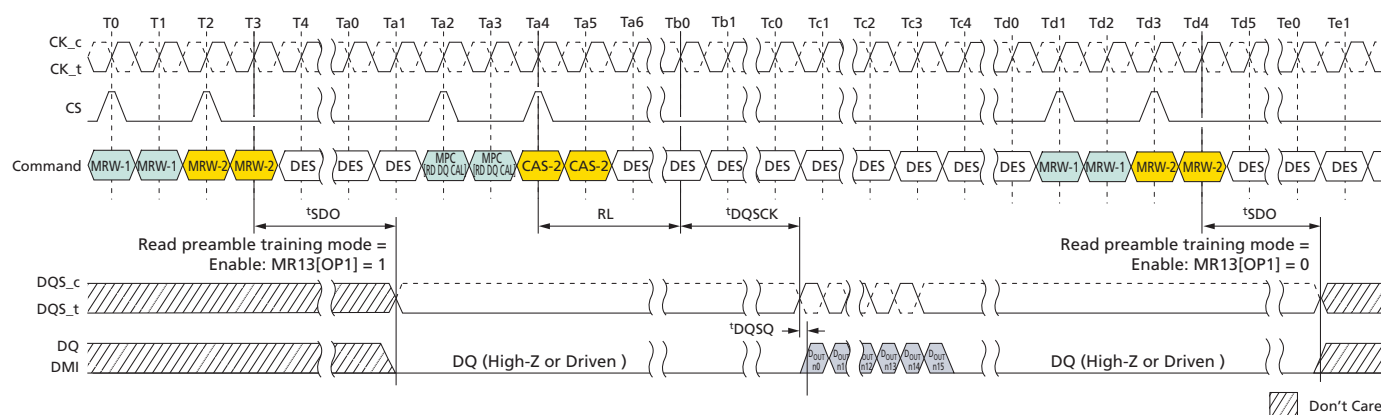 T0 T1 T2 T3 T4 Ta0 Ta1 Ta2 Ta3 Ta4 Ta5 Ta6 Tb0 Tb1 Tc0 Tc1 Tc2 Tc3 Tc4 Td0 Td1 Td2 Td3 Td4 Td5 Te0 Te1
CK_c
CK_t
CS
Command MRW-1 MRW-1 MRW-2 MRW-2 DES DES DES MPC [RD DQ CAL] MPC [RD DQ CAL] CAS-2 CAS-2 DES DES DES DES DES DES DES DES DES MRW-1 MRW-1 MRW-2 MRW-2 DES DES DES
tSDO RL tDQSCK tSDO
Read preamble training mode =
Enable: MR13[OP1] = 1
Read preamble training mode =
Enable: MR13[OP1] = 0
DQS_c
DQS_t
tDQSQ
DQ
DMI
DQ (High-Z or Driven )
DOUT n0 DOUT n1 DOUT n12 DOUT n13 DOUT n14 DOUT n15
DQ (High-Z or Driven )
Don't Care